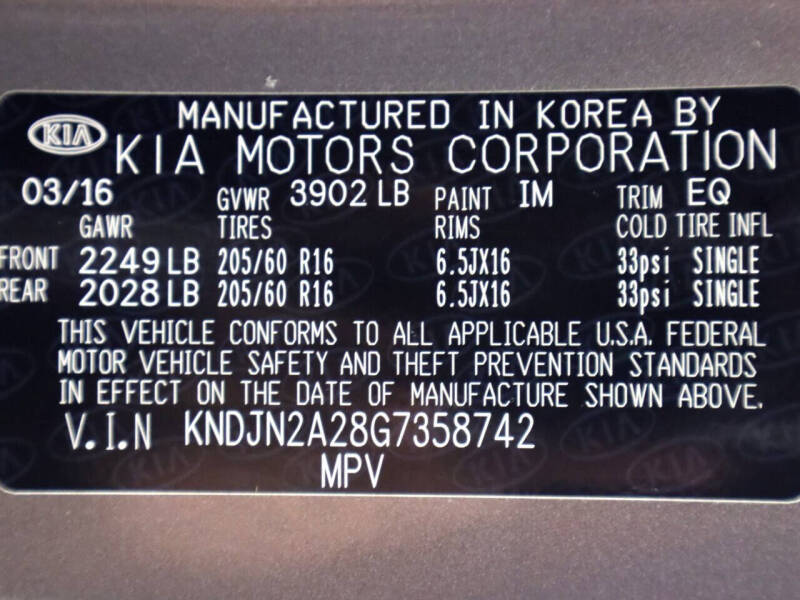 KIA
MANUFACTURED IN KOREA BY
KIA MOTORS CORPORATION
03/16 GVWR 3902 LB PAINT IM TRIM EQ
GAWR TIRES RIMS COLD TIRE INFL
FRONT 2249 LB 205/60 R16 6.5JX16 33psi SINGLE
REAR 2028 LB 205/60 R16 6.5JX16 33psi SINGLE
THIS VEHICLE CONFORMS TO ALL APPLICABLE U.S.A. FEDERAL
MOTOR VEHICLE SAFETY AND THEFT PREVENTION STANDARDS
IN EFFECT ON THE DATE OF MANUFACTURE SHOWN ABOVE.
V.I.N KNDJN2A28G7358742
MPV